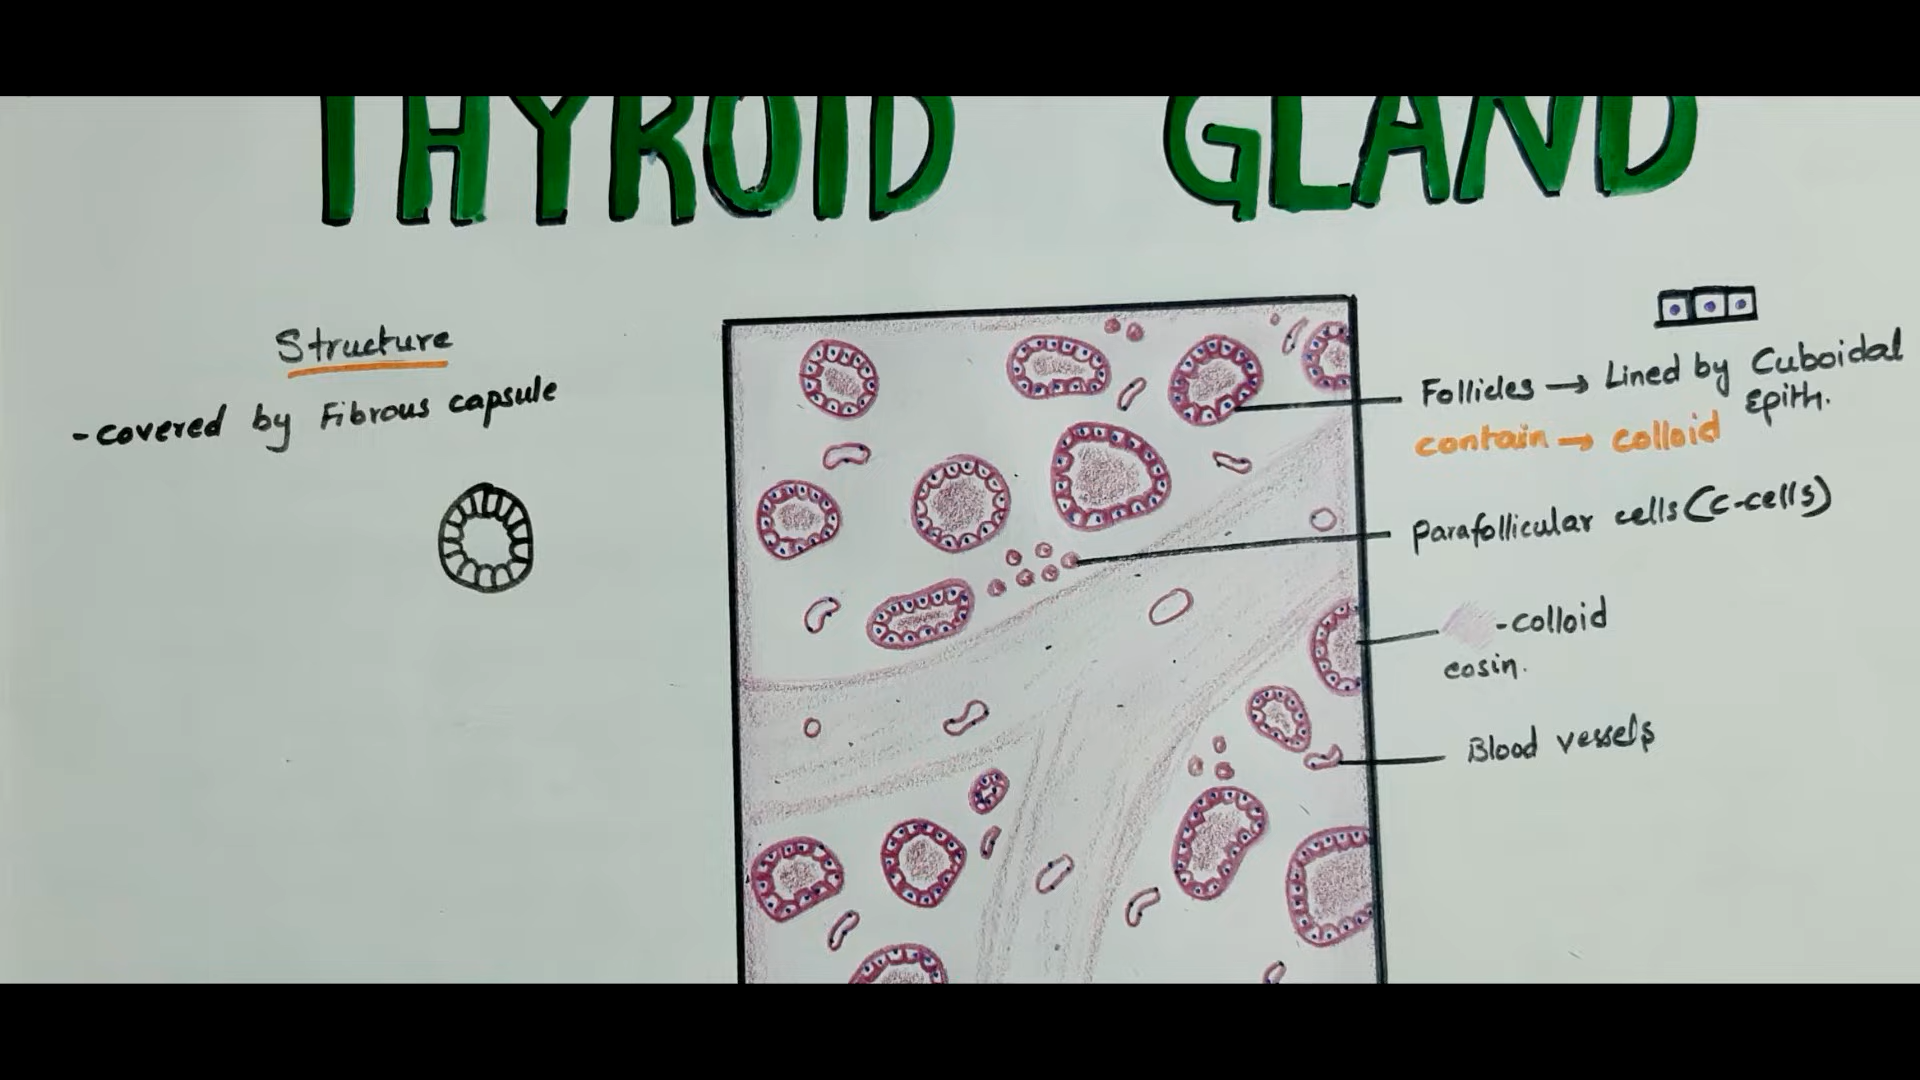 THYROID GLAND
Structure
-covered by Fibrous capsule
Follicles → Lined by Cuboidal
Epith.
contain → colloid
parafollicular cells (c-cells)
-colloid
eosin.
Blood vessels